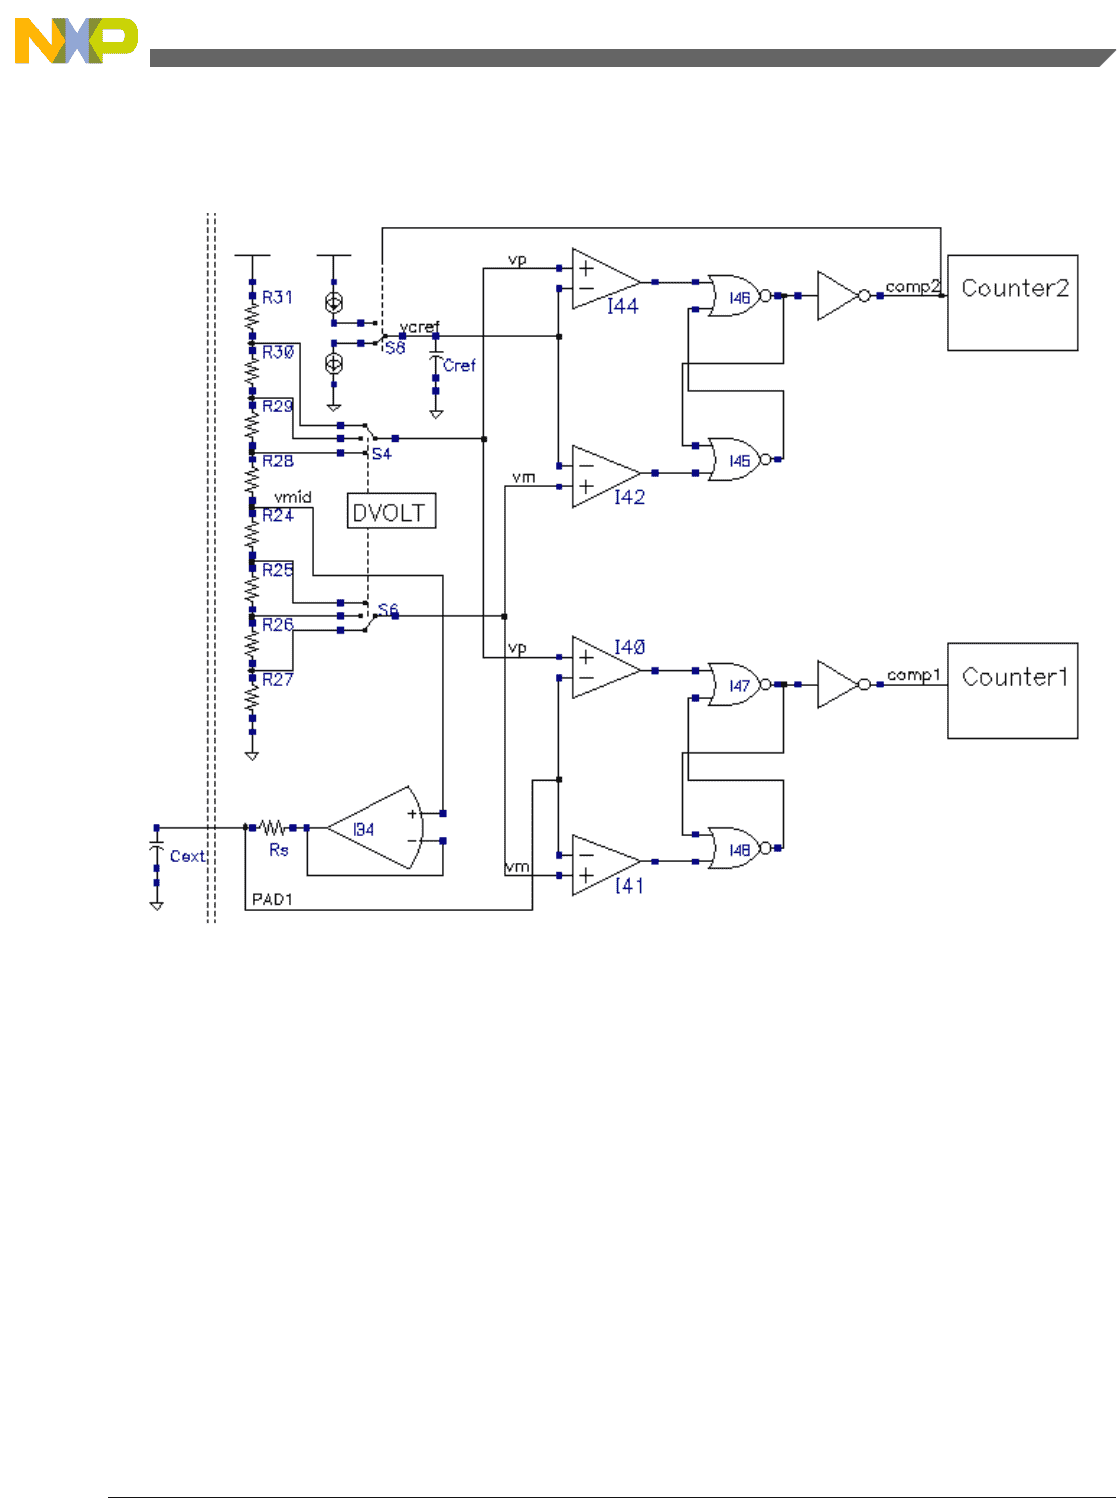 NXP
R31
R30
R29
R28
vmid
R24
R25
R26
R27
vcref
S8
Cref
S4
DVOLT
S6
vp
I44
vm
I42
I46
I45
comp2
Counter2
vp
I40
vm
I41
I47
I48
comp1
Counter1
I34
Rs
Cext
PAD1